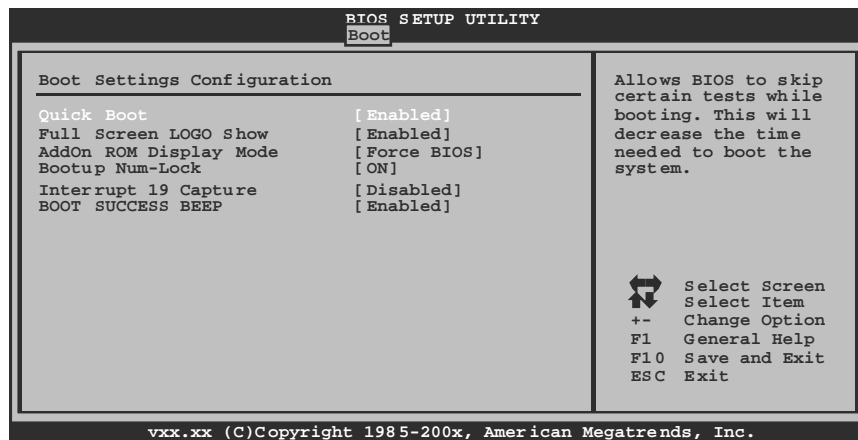 BIOS SETUP UTILITY
Boot
Boot Settings Configuration
Quick Boot [Enabled]
Full Screen LOGO Show [Enabled]
AddOn ROM Display Mode [Force BIOS]
Bootup Num-Lock [ON]
Interrupt 19 Capture [Disabled]
BOOT SUCCESS BEEP [Enabled]
Allows BIOS to skip
certain tests while
booting. This will
decrease the time
needed to boot the
system.
Select Screen
Select Item
+- Change Option
F1 General Help
F10 Save and Exit
ESC Exit
vxx.xx (C)Copyright 1985-200x, American Megatrends, Inc.